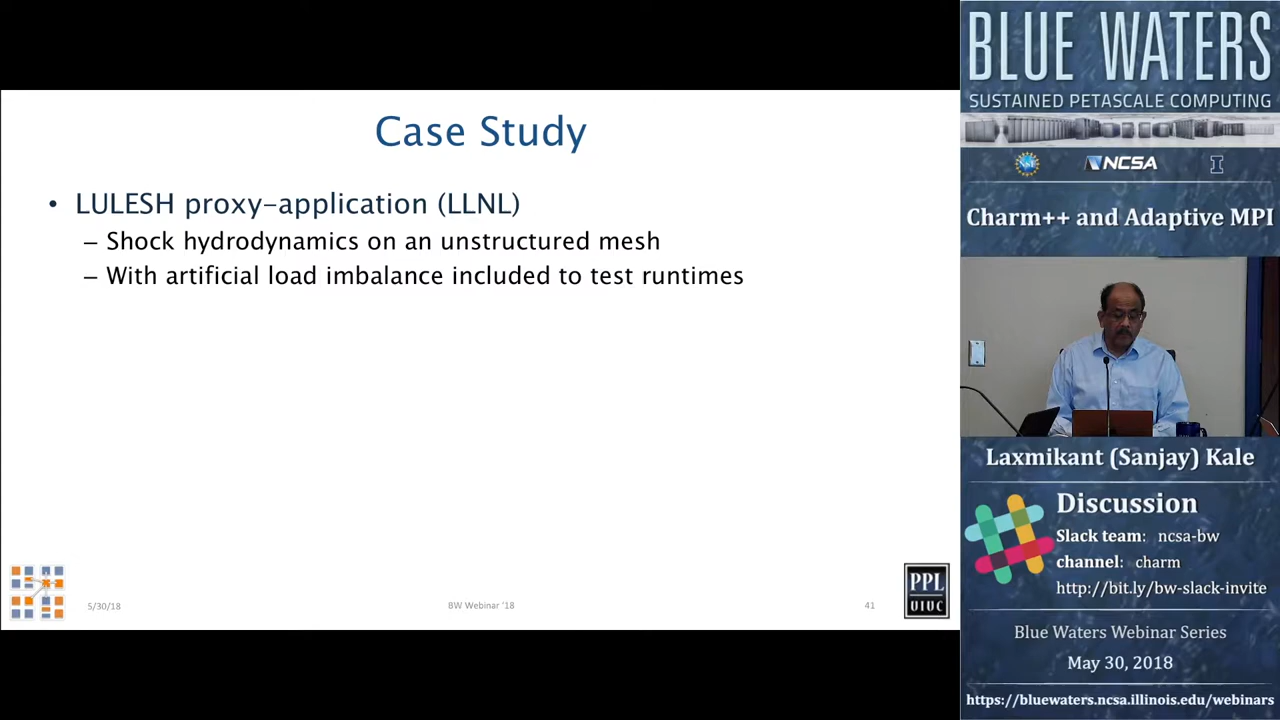 Case Study
• LULESH proxy-application (LLNL)
– Shock hydrodynamics on an unstructured mesh
– With artificial load imbalance included to test runtimes
5/30/18
BW Webinar '18
41
PPL
UIUC
BLUE WATERS
SUSTAINED PETASCALE COMPUTING
NSF
NCSA
I
Charm++ and Adaptive MPI
Laxmikant (Sanjay) Kale
Discussion
Slack team: ncsa-bw
channel: charm
http://bit.ly/bw-slack-invite
Blue Waters Webinar Series
May 30, 2018
https://bluewaters.ncsa.illinois.edu/webinars